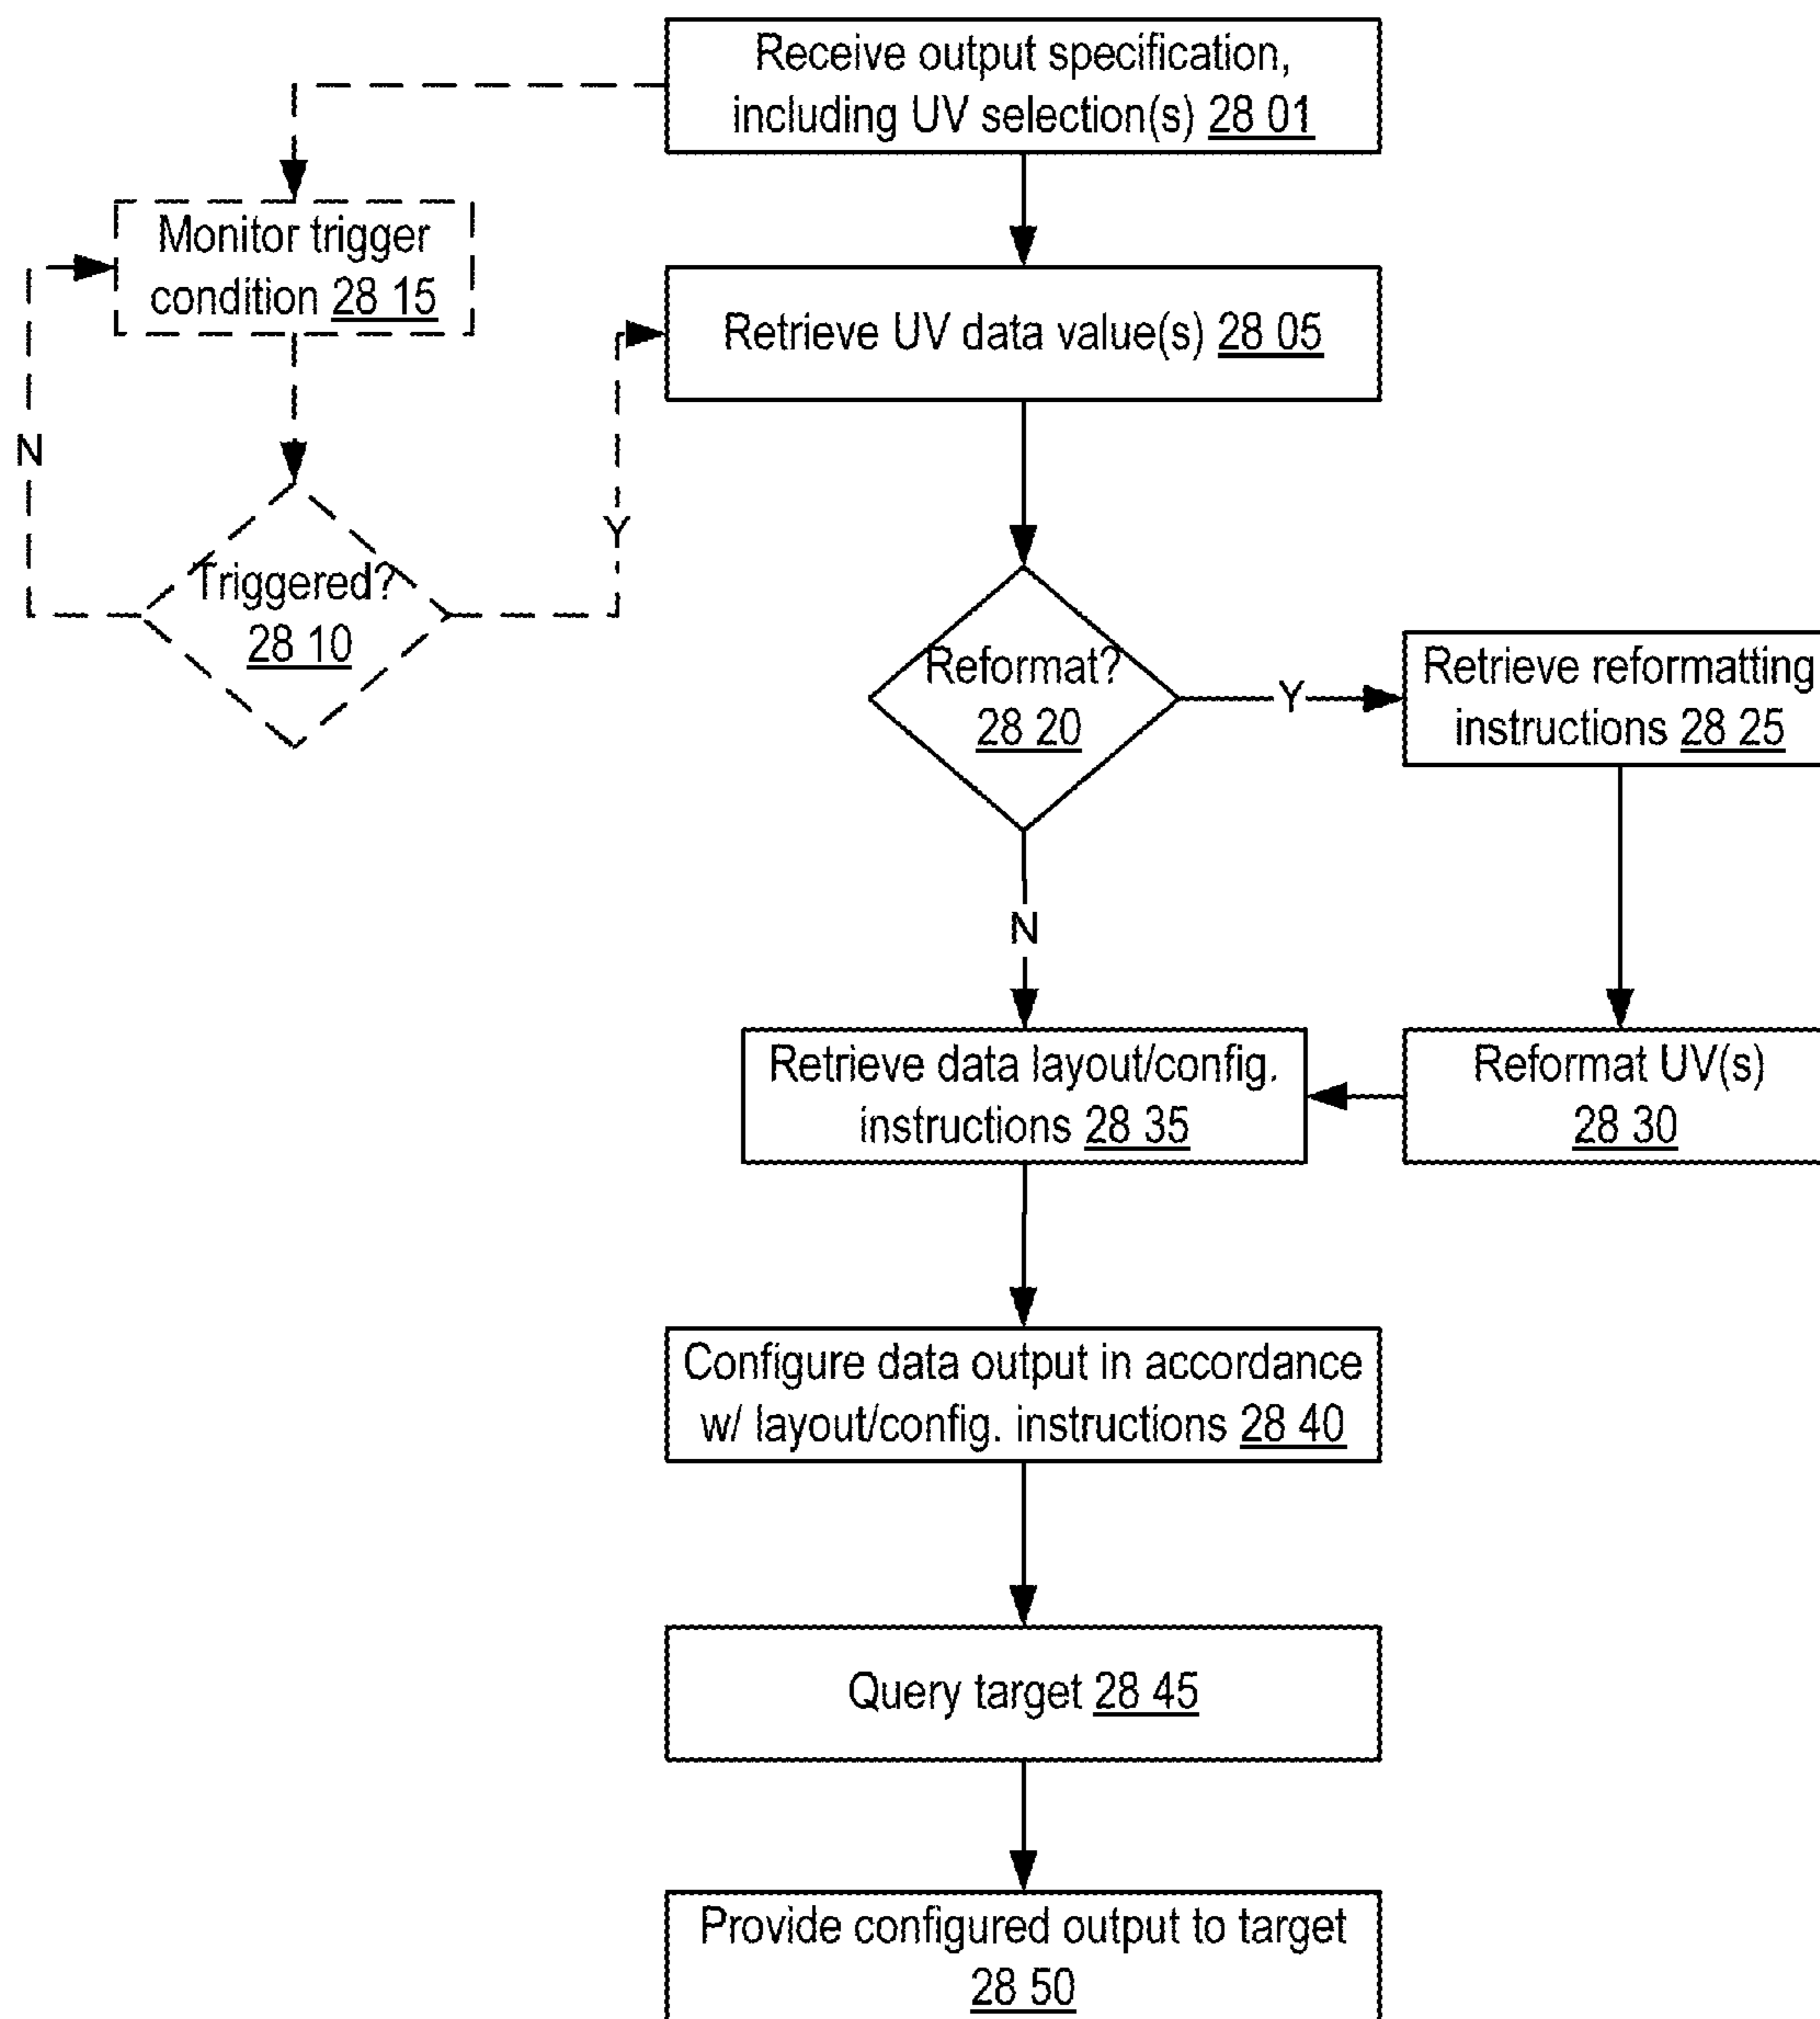 Receive output specification,
including UV selection(s) 28 01
Monitor trigger
condition 28 15
Retrieve UV data value(s) 28 05
N
Y
Triggered?
28 10
Reformat?
28 20
Y
Retrieve reformatting
instructions 28 25
N
Retrieve data layout/config.
instructions 28 35
Reformat UV(s)
28 30
Configure data output in accordance
w/ layout/config. instructions 28 40
Query target 28 45
Provide configured output to target
28 50